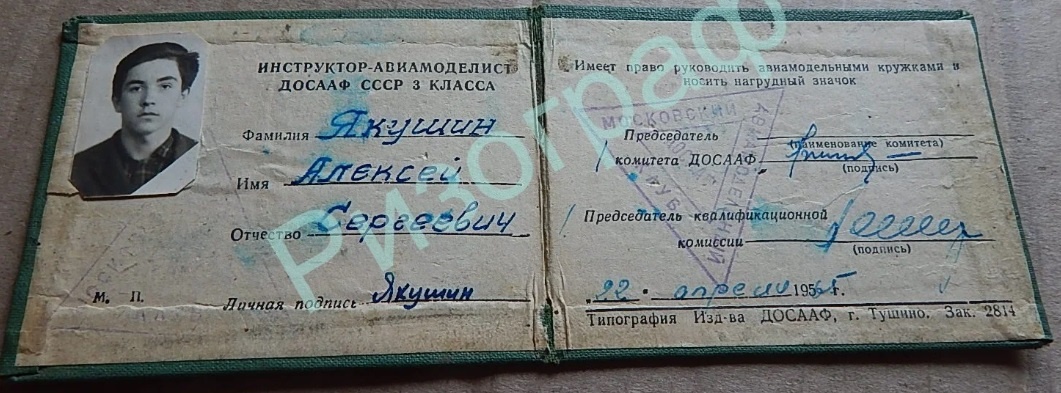 ИНСТРУКТОР-АВИАМОДЕЛИСТ
ДОСААФ СССР 3 КЛАССА
Фамилия Якушин
Имя Алексей
Отчество Сергеевич
М. П. Личная подпись Якушин
Имеет право руководить авиамодельными кружками и
носить нагрудный значок
Председатель
(наименование комитета)
комитета ДОСААФ
(подпись)
Председатель квалификационной
комиссии
(подпись)
22 апреля 195 г.
Типография Изд-ва ДОСААФ, г. Тушино. Зак. 2814
МОСКОВСКИЙ
Ризограф